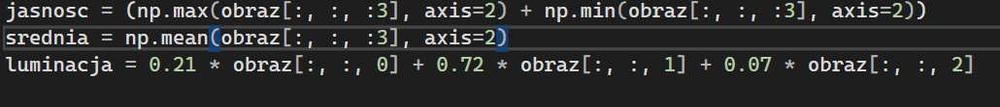 jasnosc = (np.max(obraz[:, :, :3], axis=2) + np.min(obraz[:, :, :3], axis=2))
srednia = np.mean(obraz[:, :, :3], axis=2)
luminacja = 0.21 * obraz[:, :, 0] + 0.72 * obraz[:, :, 1] + 0.07 * obraz[:, :, 2]